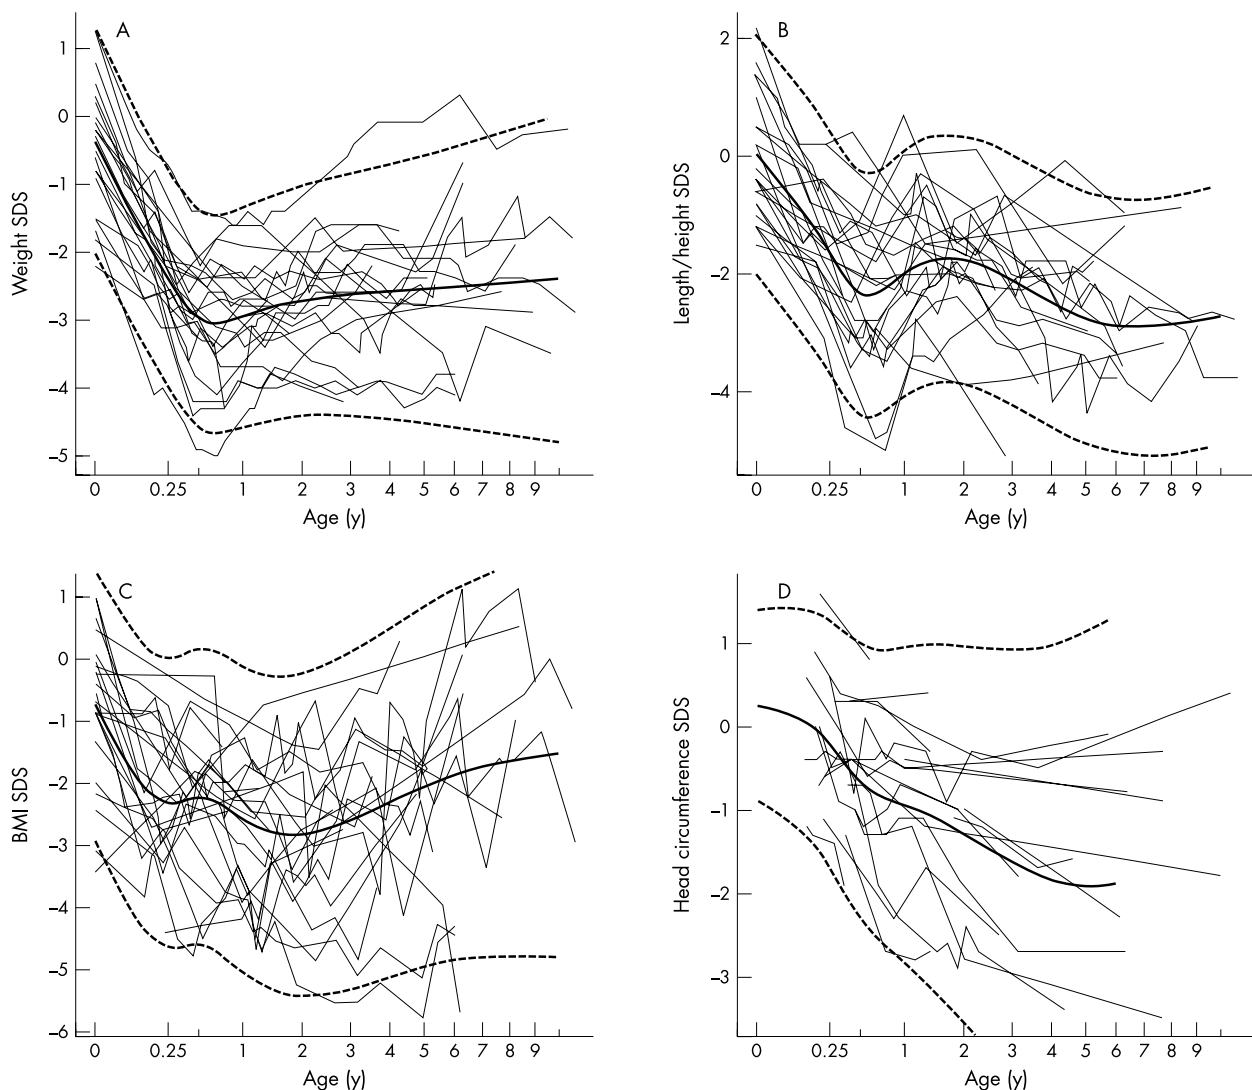 A
1
0
–1
–2
–3
–4
–5
Weight SDS
0 0.25 1 2 3 4 5 6 7 8 9
Age (y)
B
2
0
–2
–4
Length/height SDS
0 0.25 1 2 3 4 5 6 7 8 9
Age (y)
C
1
0
–1
–2
–3
–4
–5
–6
BMI SDS
0 0.25 1 2 3 4 5 6 7 8 9
Age (y)
D
1
0
–1
–2
–3
Head circumference SDS
0 0.25 1 2 3 4 5 6 7 8 9
Age (y)